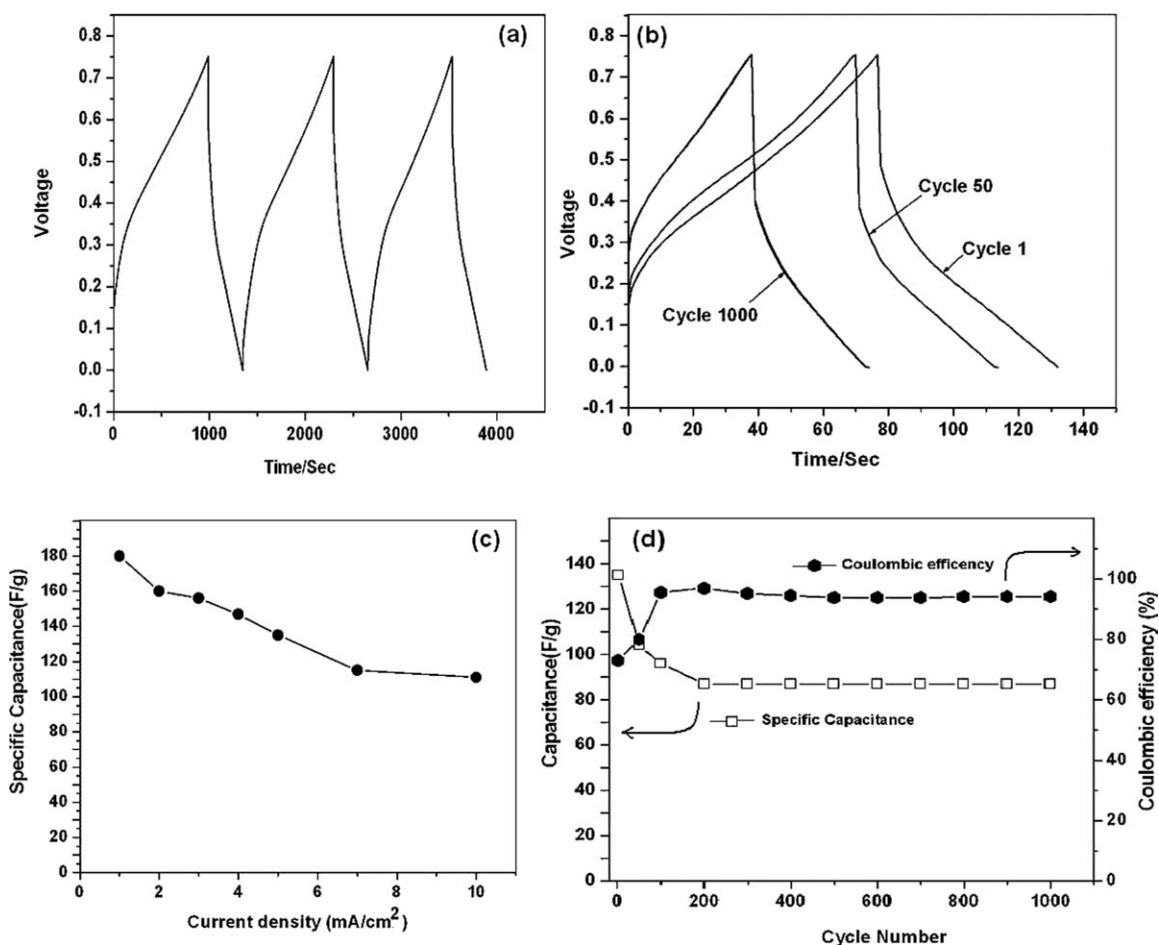 (a)
0.8
0.7
0.6
0.5
0.4
0.3
0.2
0.1
0.0
-0.1
Voltage
0 1000 2000 3000 4000
Time/Sec
(b)
0.8
0.7
0.6
0.5
0.4
0.3
0.2
0.1
0.0
-0.1
Voltage
Cycle 50
Cycle 1
Cycle 1000
0 20 40 60 80 100 120 140
Time/Sec
(c)
180
160
140
120
100
80
60
40
20
0
Specific Capacitance(F/g)
0 2 4 6 8 10
Current density (mA/cm²)
(d)
140
120
100
80
60
40
20
0
Capacitance(F/g)
Coulombic efficency
Specific Capacitance
100
80
60
40
20
0
Coulombic efficiency (%)
0 200 400 600 800 1000
Cycle Number